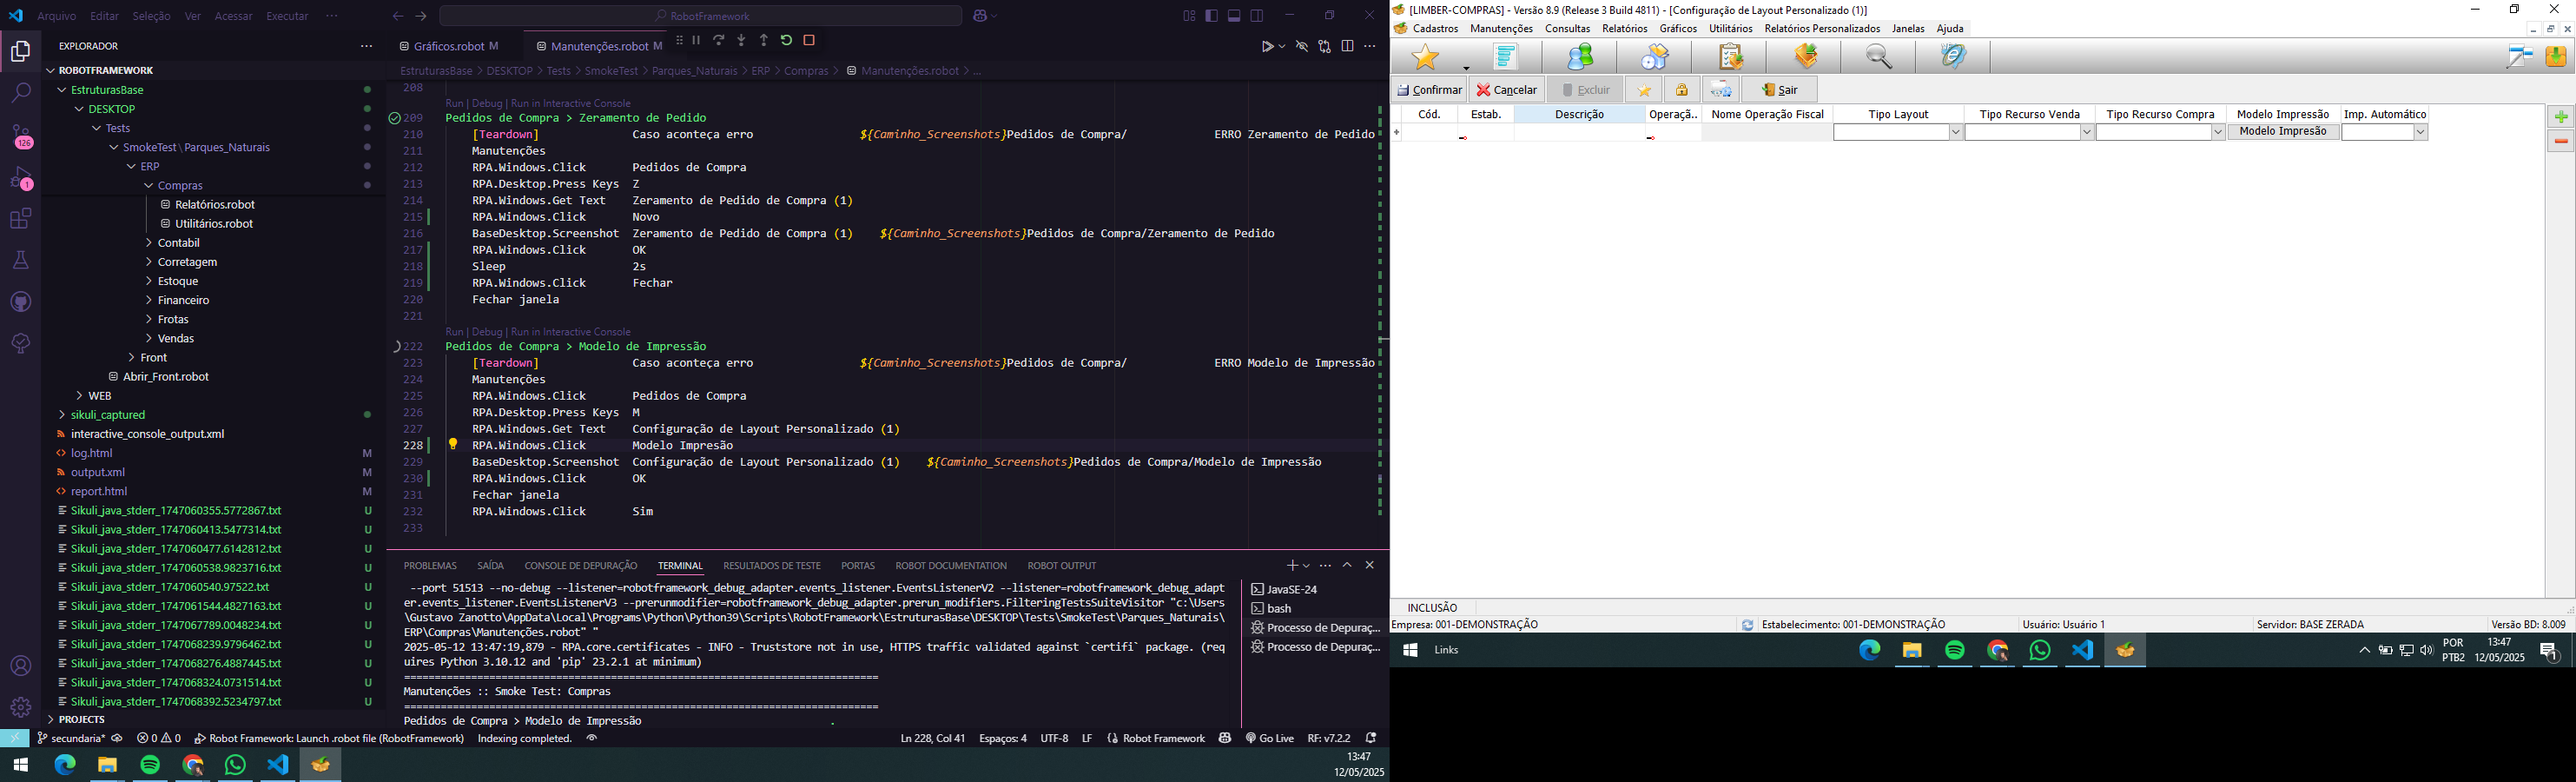 Arquivo Editar Seleção Ver Acessar Executar ···
RobotFramework
EXPLORADOR
ROBOTFRAMEWORK
EstruturasBase
DESKTOP
Tests
SmokeTest\Parques_Naturais
ERP
Compras
Relatórios.robot
Utilitários.robot
Contabil
Corretagem
Estoque
Financeiro
Frotas
Vendas
Front
Abrir_Front.robot
WEB
sikuli_captured
interactive_console_output.xml
log.html M
output.xml M
report.html M
Sikuli_java_stderr_1747060355.5772867.txt U
Sikuli_java_stderr_1747060413.5477314.txt U
Sikuli_java_stderr_1747060477.6142812.txt U
Sikuli_java_stderr_1747060538.9823716.txt U
Sikuli_java_stderr_1747060540.97522.txt U
Sikuli_java_stderr_1747061544.4827163.txt U
Sikuli_java_stderr_1747067789.0048234.txt U
Sikuli_java_stderr_1747068239.9796462.txt U
Sikuli_java_stderr_1747068276.4887445.txt U
Sikuli_java_stderr_1747068324.0731514.txt U
Sikuli_java_stderr_1747068392.5234797.txt U
PROJECTS
126
1
Gráficos.robot M
Manutenções.robot M
EstruturasBase > DESKTOP > Tests > SmokeTest > Parques_Naturais > ERP > Compras > Manutenções.robot > ...
208
Run | Debug | Run in Interactive Console
209 Pedidos de Compra > Zeramento de Pedido
210 [Teardown] Caso aconteça erro ${Caminho_Screenshots}Pedidos de Compra/ ERRO Zeramento de Pedido
211 Manutenções
212 RPA.Windows.Click Pedidos de Compra
213 RPA.Desktop.Press Keys Z
214 RPA.Windows.Get Text Zeramento de Pedido de Compra (1)
215 RPA.Windows.Click Novo
216 BaseDesktop.Screenshot Zeramento de Pedido de Compra (1) ${Caminho_Screenshots}Pedidos de Compra/Zeramento de Pedido
217 RPA.Windows.Click OK
218 Sleep 2s
219 RPA.Windows.Click Fechar
220 Fechar janela
221
Run | Debug | Run in Interactive Console
222 Pedidos de Compra > Modelo de Impressão
223 [Teardown] Caso aconteça erro ${Caminho_Screenshots}Pedidos de Compra/ ERRO Modelo de Impressão
224 Manutenções
225 RPA.Windows.Click Pedidos de Compra
226 RPA.Desktop.Press Keys M
227 RPA.Windows.Get Text Configuração de Layout Personalizado (1)
228 RPA.Windows.Click Modelo Impresão
229 BaseDesktop.Screenshot Configuração de Layout Personalizado (1) ${Caminho_Screenshots}Pedidos de Compra/Modelo de Impressão
230 RPA.Windows.Click OK
231 Fechar janela
232 RPA.Windows.Click Sim
233
PROBLEMAS SAÍDA CONSOLE DE DEPURAÇÃO TERMINAL RESULTADOS DE TESTE PORTAS ROBOT DOCUMENTATION ROBOT OUTPUT
--port 51513 --no-debug --listener=robotframework_debug_adapter.events_listener.EventsListenerV2 --listener=robotframework_debug_adapt
er.events_listener.EventsListenerV3 --prerunmodifier=robotframework_debug_adapter.prerun_modifiers.FilteringTestsSuiteVisitor "c:\Users
\Gustavo Zanotto\AppData\Local\Programs\Python\Python39\Scripts\RobotFramework\EstruturasBase\DESKTOP\Tests\SmokeTest\Parques_Naturais\
ERP\Compras\Manutenções.robot" "
2025-05-12 13:47:19,879 - RPA.core.certificates - INFO - Truststore not in use, HTTPS traffic validated against `certifi` package. (req
uires Python 3.10.12 and 'pip' 23.2.1 at minimum)
==============================================================================
Manutenções :: Smoke Test: Compras
==============================================================================
Pedidos de Compra > Modelo de Impressão .
JavaSE-24
bash
Processo de Depuraç...
Processo de Depuraç...
secundaria* 0 0 Robot Framework: Launch .robot file (RobotFramework) Indexing completed.
Ln 228, Col 41 Espaços: 4 UTF-8 LF Robot Framework Go Live RF: v7.2.2
13:47
12/05/2025
[LIMBER-COMPRAS] - Versão 8.9 (Release 3 Build 4811) - [Configuração de Layout Personalizado (1)]
Cadastros Manutenções Consultas Relatórios Gráficos Utilitários Relatórios Personalizados Janelas Ajuda
Confirmar Cancelar Excluir Sair
Cód. Estab. Descrição Operaçã.. Nome Operação Fiscal Tipo Layout Tipo Recurso Venda Tipo Recurso Compra Modelo Impressão Imp. Automático
Modelo Impresão
INCLUSÃO
Empresa: 001-DEMONSTRAÇÃO Estabelecimento: 001-DEMONSTRAÇÃO Usuário: Usuário 1 Servidor: BASE ZERADA Versão BD: 8.009
Links
POR
PTB2
13:47
12/05/2025
1